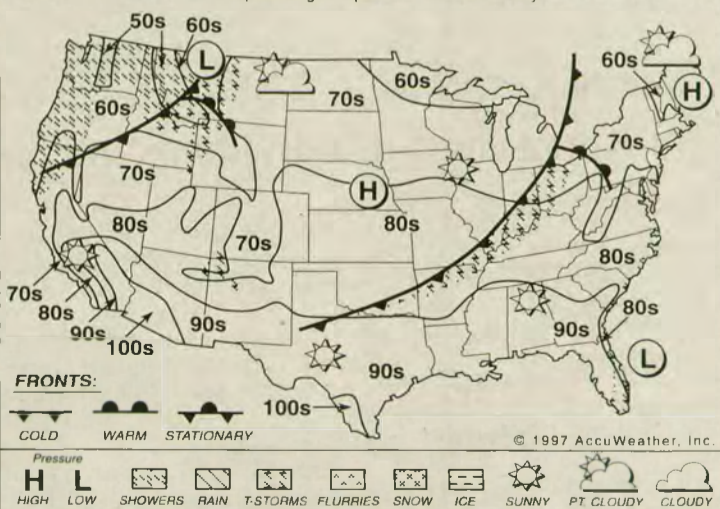 50s 60s
L
60s
H
60s
70s
60s
70s
70s
H
80s
80s
70s
80s
70s
80s
90s
100s
90s
90s
80s
L
90s
100s
FRONTS:
COLD WARM STATIONARY
© 1997 AccuWeather, Inc.
Pressure
H L
HIGH LOW SHOWERS RAIN T-STORMS FLURRIES SNOW ICE SUNNY PT. CLOUDY CLOUDY